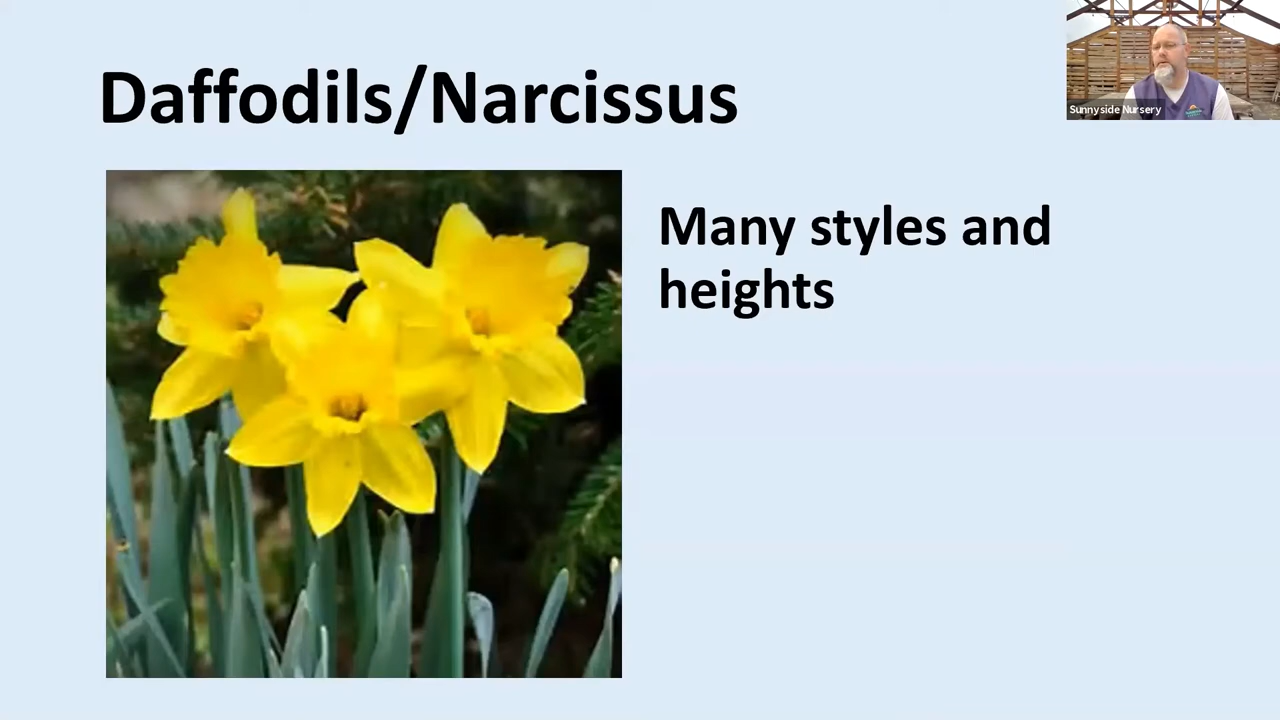 Daffodils/Narcissus
Sunnyside Nursery
Many styles and
heights